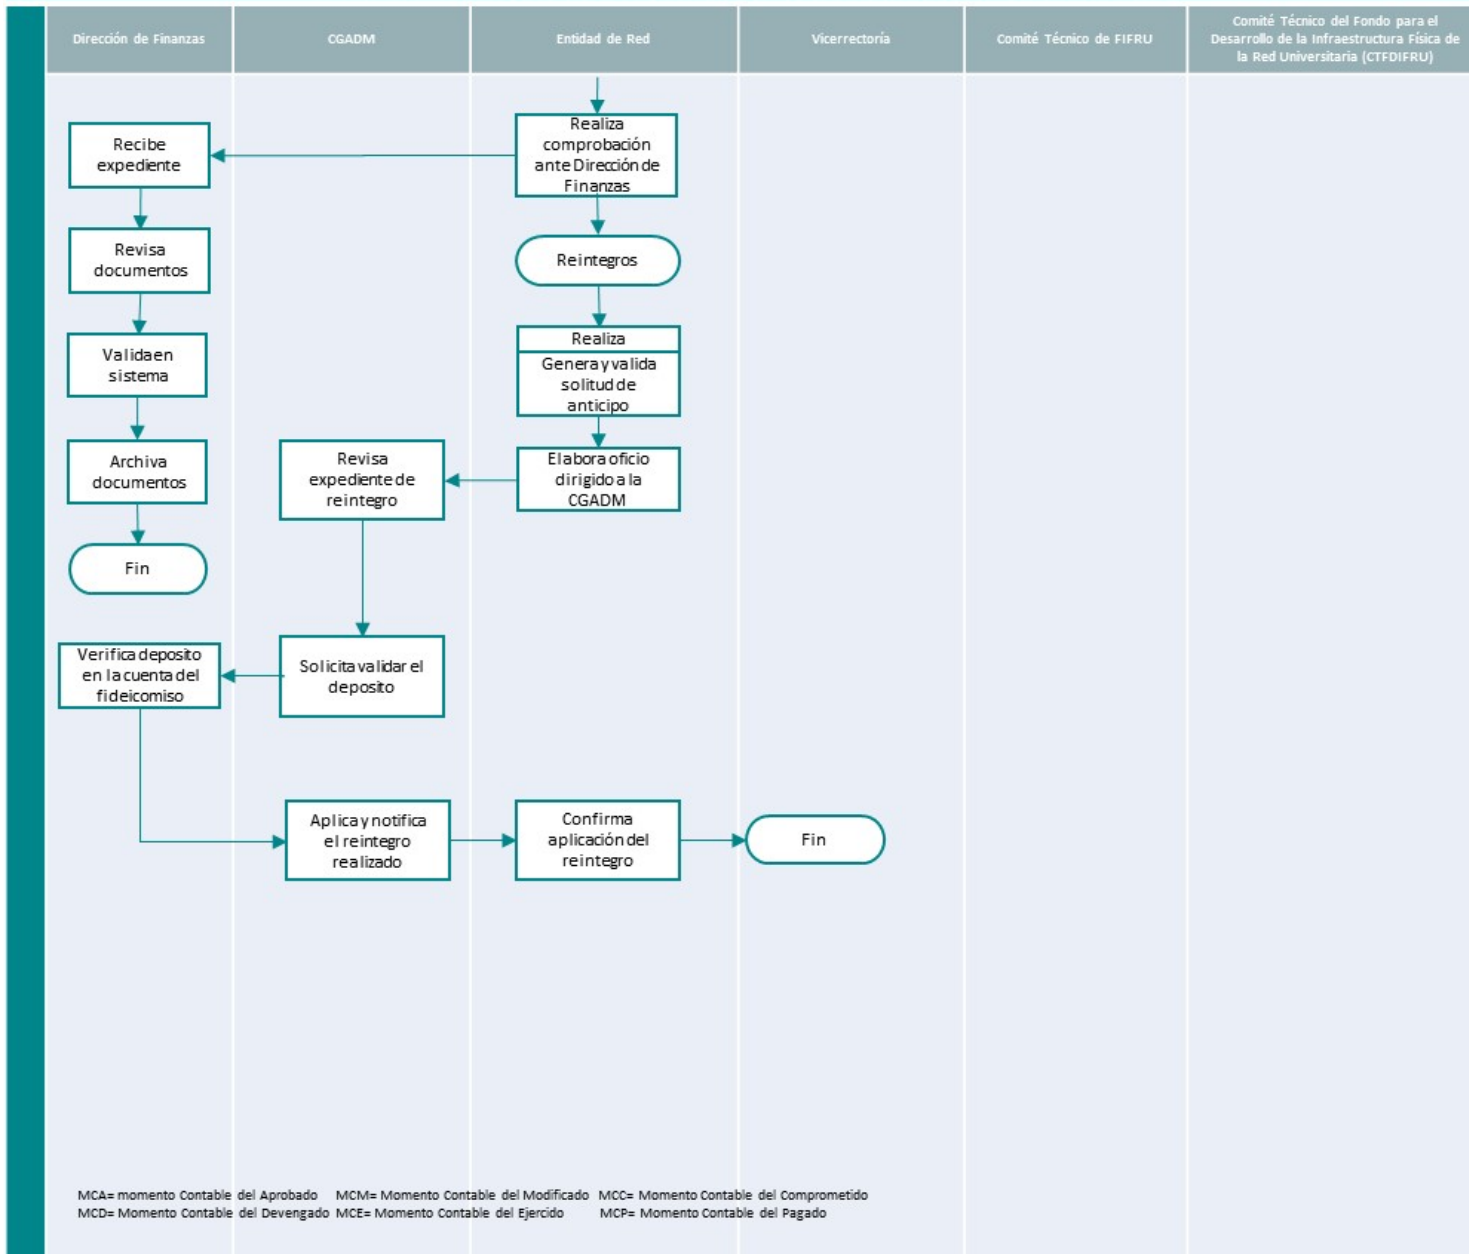 Dirección de Finanzas
CGADM
Entidad de Red
Vicerrectoría
Comité Técnico de FIFRU
Comité Técnico del Fondo para el
Desarrollo de la Infraestructura Física de
la Red Universitaria (CTFDIFRU)
Realiza
comprobación
ante Dirección de
Finanzas
Recibe
expediente
Revisa
documentos
Reintegros
Valida en
sistema
Realiza
Genera y valida
solitud de
anticipo
Archiva
documentos
Revisa
expediente de
reintegro
Elabora oficio
dirigido a la
CGADM
Fin
Verifica deposito
en la cuenta del
fideicomiso
Solicita validar el
deposito
Aplica y notifica
el reintegro
realizado
Confirma
aplicación del
reintegro
Fin
MCA= momento Contable del Aprobado MCM= Momento Contable del Modificado MCC= Momento Contable del Comprometido
MCD= Momento Contable del Devengado MCE= Momento Contable del Ejercido MCP= Momento Contable del Pagado